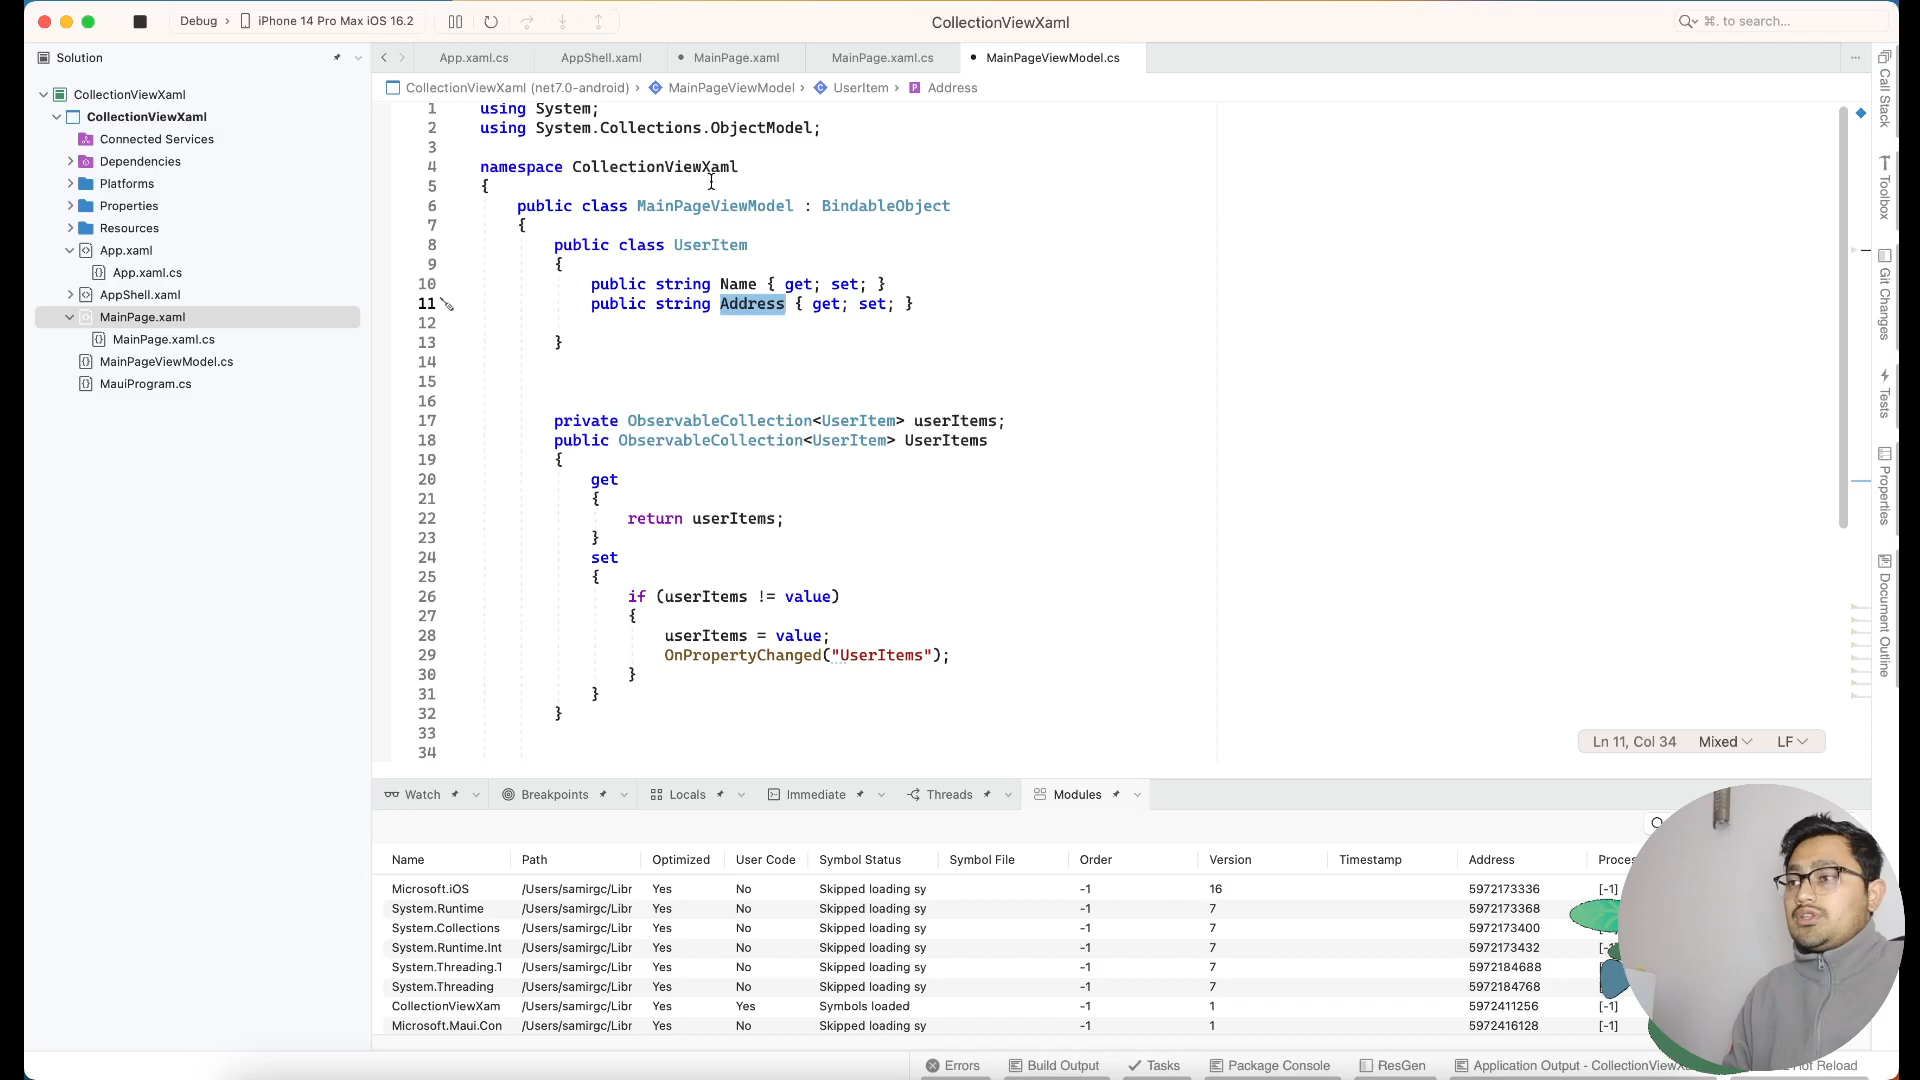 Debug › iPhone 14 Pro Max iOS 16.2
CollectionViewXaml
⌘. to search...
Solution
App.xaml.cs
AppShell.xaml
MainPage.xaml
MainPage.xaml.cs
MainPageViewModel.cs
CollectionViewXaml (net7.0-android) › MainPageViewModel › UserItem › Address
CollectionViewXaml
CollectionViewXaml
Connected Services
Dependencies
Platforms
Properties
Resources
App.xaml
App.xaml.cs
AppShell.xaml
MainPage.xaml
MainPage.xaml.cs
MainPageViewModel.cs
MauiProgram.cs
1 using System;
2 using System.Collections.ObjectModel;
3
4 namespace CollectionViewXaml
5 {
6 public class MainPageViewModel : BindableObject
7 {
8 public class UserItem
9 {
10 public string Name { get; set; }
11 public string Address { get; set; }
12
13 }
14
15
16
17 private ObservableCollection<UserItem> userItems;
18 public ObservableCollection<UserItem> UserItems
19 {
20 get
21 {
22 return userItems;
23 }
24 set
25 {
26 if (userItems != value)
27 {
28 userItems = value;
29 OnPropertyChanged("UserItems");
30 }
31 }
32 }
33
34
Ln 11, Col 34 Mixed LF
Call Stack
Toolbox
Git Changes
Tests
Properties
Document Outline
Watch Breakpoints Locals Immediate Threads Modules
Name Path Optimized User Code Symbol Status Symbol File Order Version Timestamp Address
Microsoft.iOS /Users/samirgc/Libr Yes No Skipped loading sy -1 16 5972173336 [-1]
System.Runtime /Users/samirgc/Libr Yes No Skipped loading sy -1 7 5972173368
System.Collections /Users/samirgc/Libr Yes No Skipped loading sy -1 7 5972173400
System.Runtime.Int /Users/samirgc/Libr Yes No Skipped loading sy -1 7 5972173432
System.Threading.T /Users/samirgc/Libr Yes No Skipped loading sy -1 7 5972184688
System.Threading /Users/samirgc/Libr Yes No Skipped loading sy -1 7 5972184768
CollectionViewXam /Users/samirgc/Libr Yes Yes Symbols loaded -1 1 5972411256 [-1]
Microsoft.Maui.Con /Users/samirgc/Libr Yes No Skipped loading sy -1 1 5972416128 [-1]
Errors Build Output Tasks Package Console ResGen Application Output - CollectionViewX Hot Reload